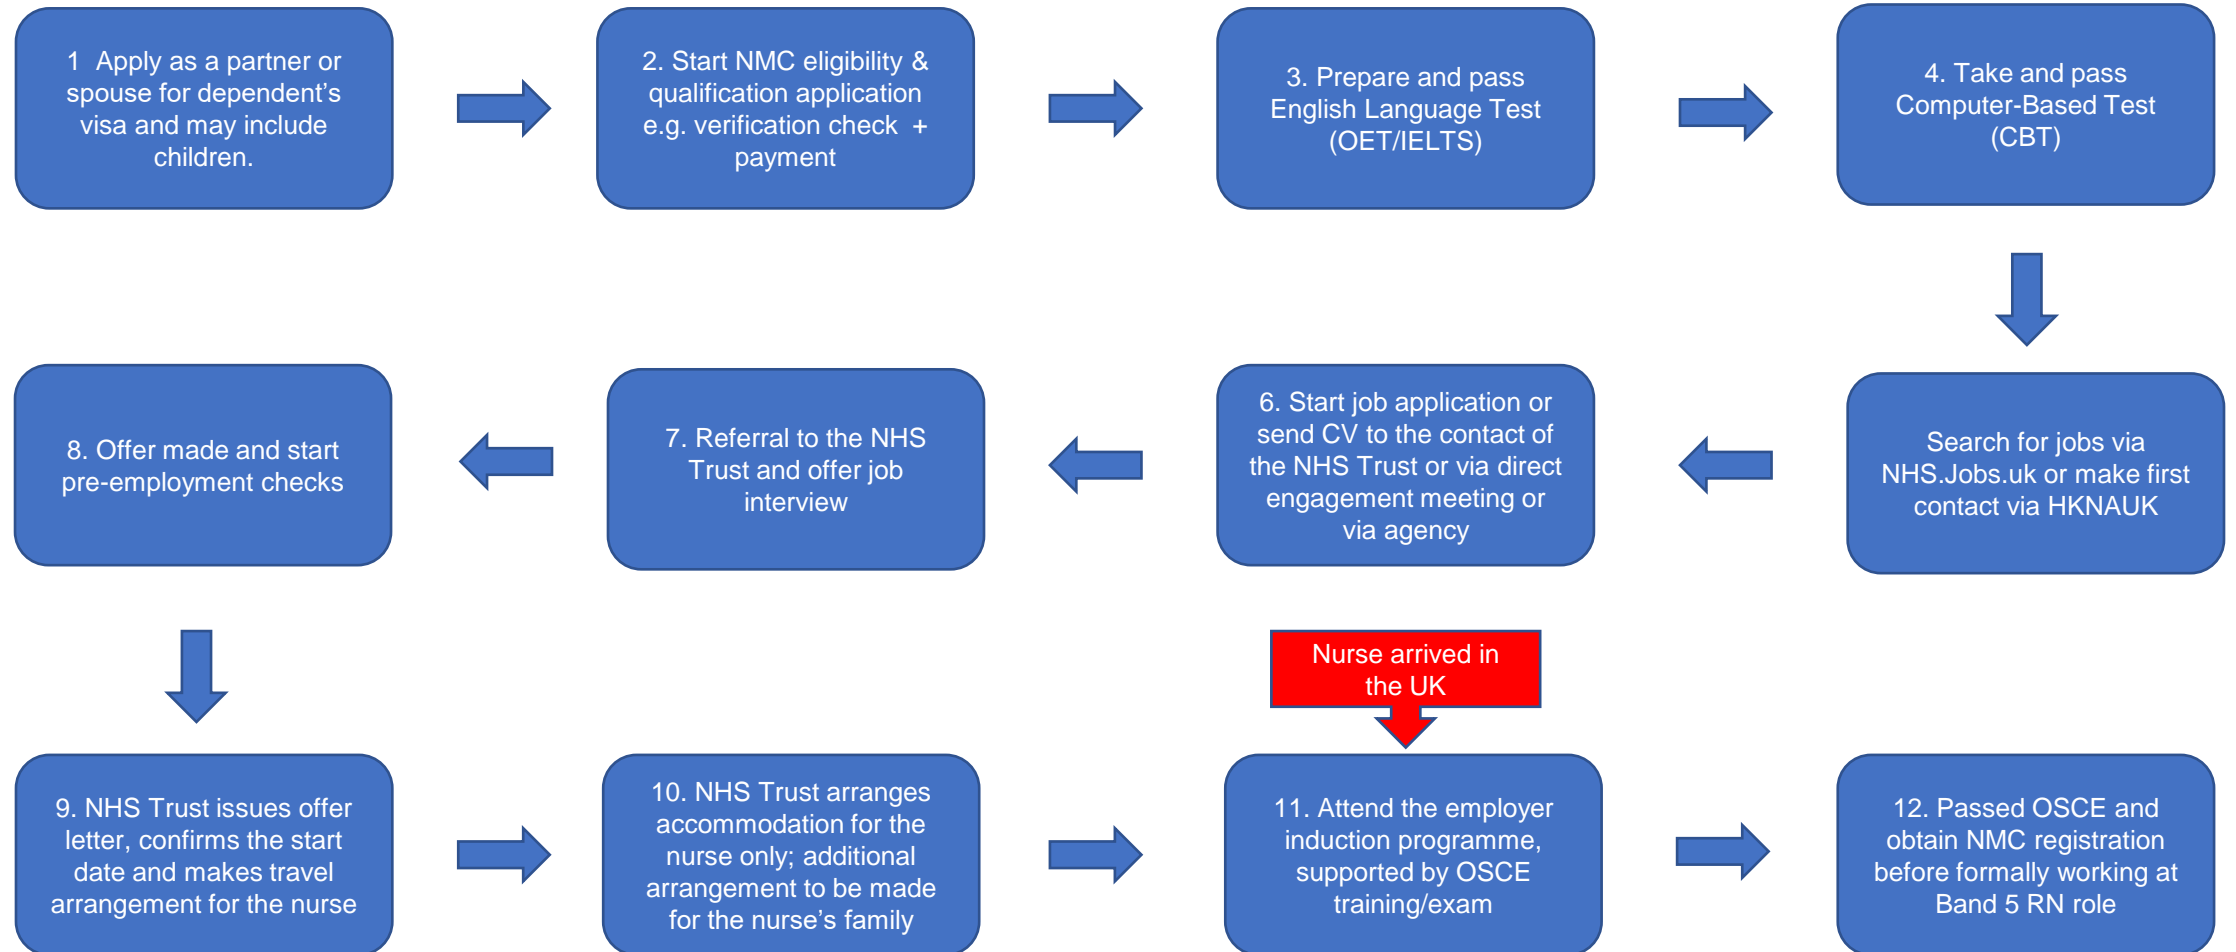 1  Apply as a partner or
spouse for dependent's
visa and may include
children.
2. Start NMC eligibility &
qualification application
e.g. verification check  +
payment
3. Prepare and pass
English Language Test
(OET/IELTS)
4. Take and pass
Computer-Based Test
(CBT)
Search for jobs via
NHS.Jobs.uk or make first
contact via HKNAUK
6. Start job application or
send CV to the contact of
the NHS Trust or via direct
engagement meeting or
via agency
7. Referral to the NHS
Trust and offer job
interview
8. Offer made and start
pre-employment checks
9. NHS Trust issues offer
letter, confirms the start
date and makes travel
arrangement for the nurse
10. NHS Trust arranges
accommodation for the
nurse only; additional
arrangement to be made
for the nurse's family
Nurse arrived in
the UK
11. Attend the employer
induction programme,
supported by OSCE
training/exam
12. Passed OSCE and
obtain NMC registration
before formally working at
Band 5 RN role